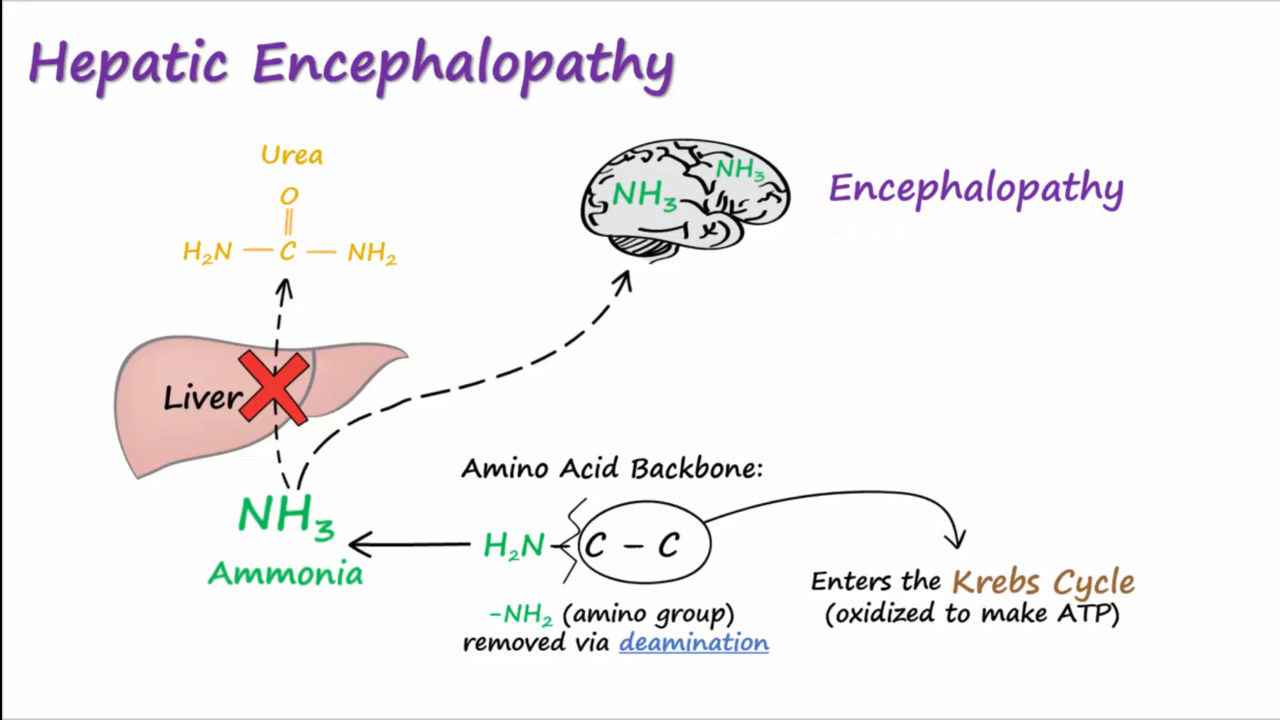 Hepatic Encephalopathy
Urea
O
H₂N — C — NH₂
NH₃
NH₃
Encephalopathy
Liver
NH₃
Ammonia
Amino Acid Backbone:
H₂N – C – C
-NH₂ (amino group)
removed via deamination
Enters the Krebs Cycle
(oxidized to make ATP)